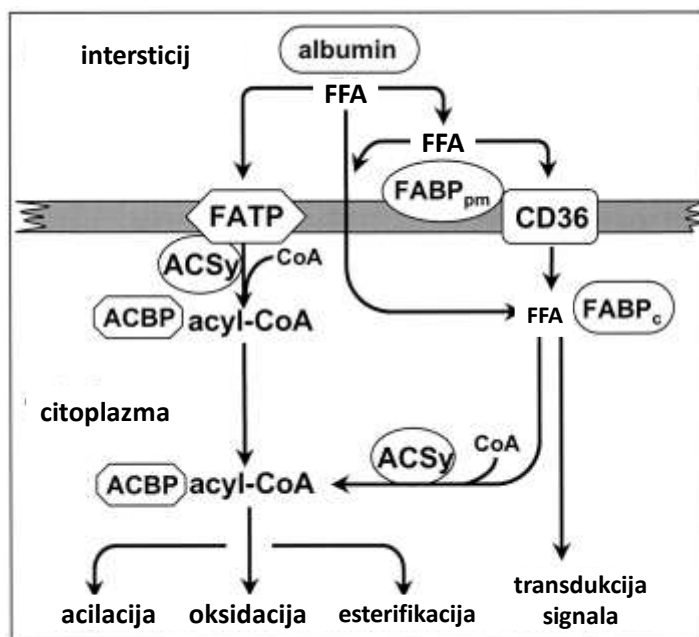 intersticij
albumin
FFA
FFA
FABPpm
FATP
CD36
ACSy
CoA
ACBP
acyl-CoA
FFA
FABPc
citoplazma
ACSy
CoA
ACBP
acyl-CoA
acilacija
oksidacija
esterifikacija
transdukcija
signala